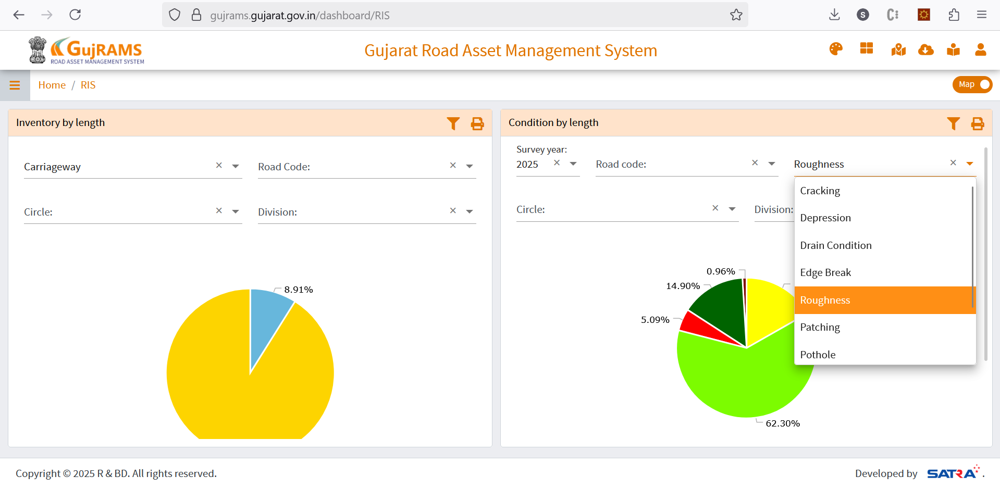 gujrams.gujarat.gov.in/dashboard/RIS
S
GujRAMS
ROAD ASSET MANAGEMENT SYSTEM
Gujarat Road Asset Management System
Home / RIS
Map
Inventory by length
Carriageway
Road Code:
Circle:
Division:
8.91%
Condition by length
Survey year:
2025
Road code:
Roughness
Circle:
Division:
Cracking
Depression
Drain Condition
Edge Break
Roughness
Patching
Pothole
0.96%
14.90%
5.09%
62.30%
Copyright © 2025 R & BD. All rights reserved.
Developed by SATRA .